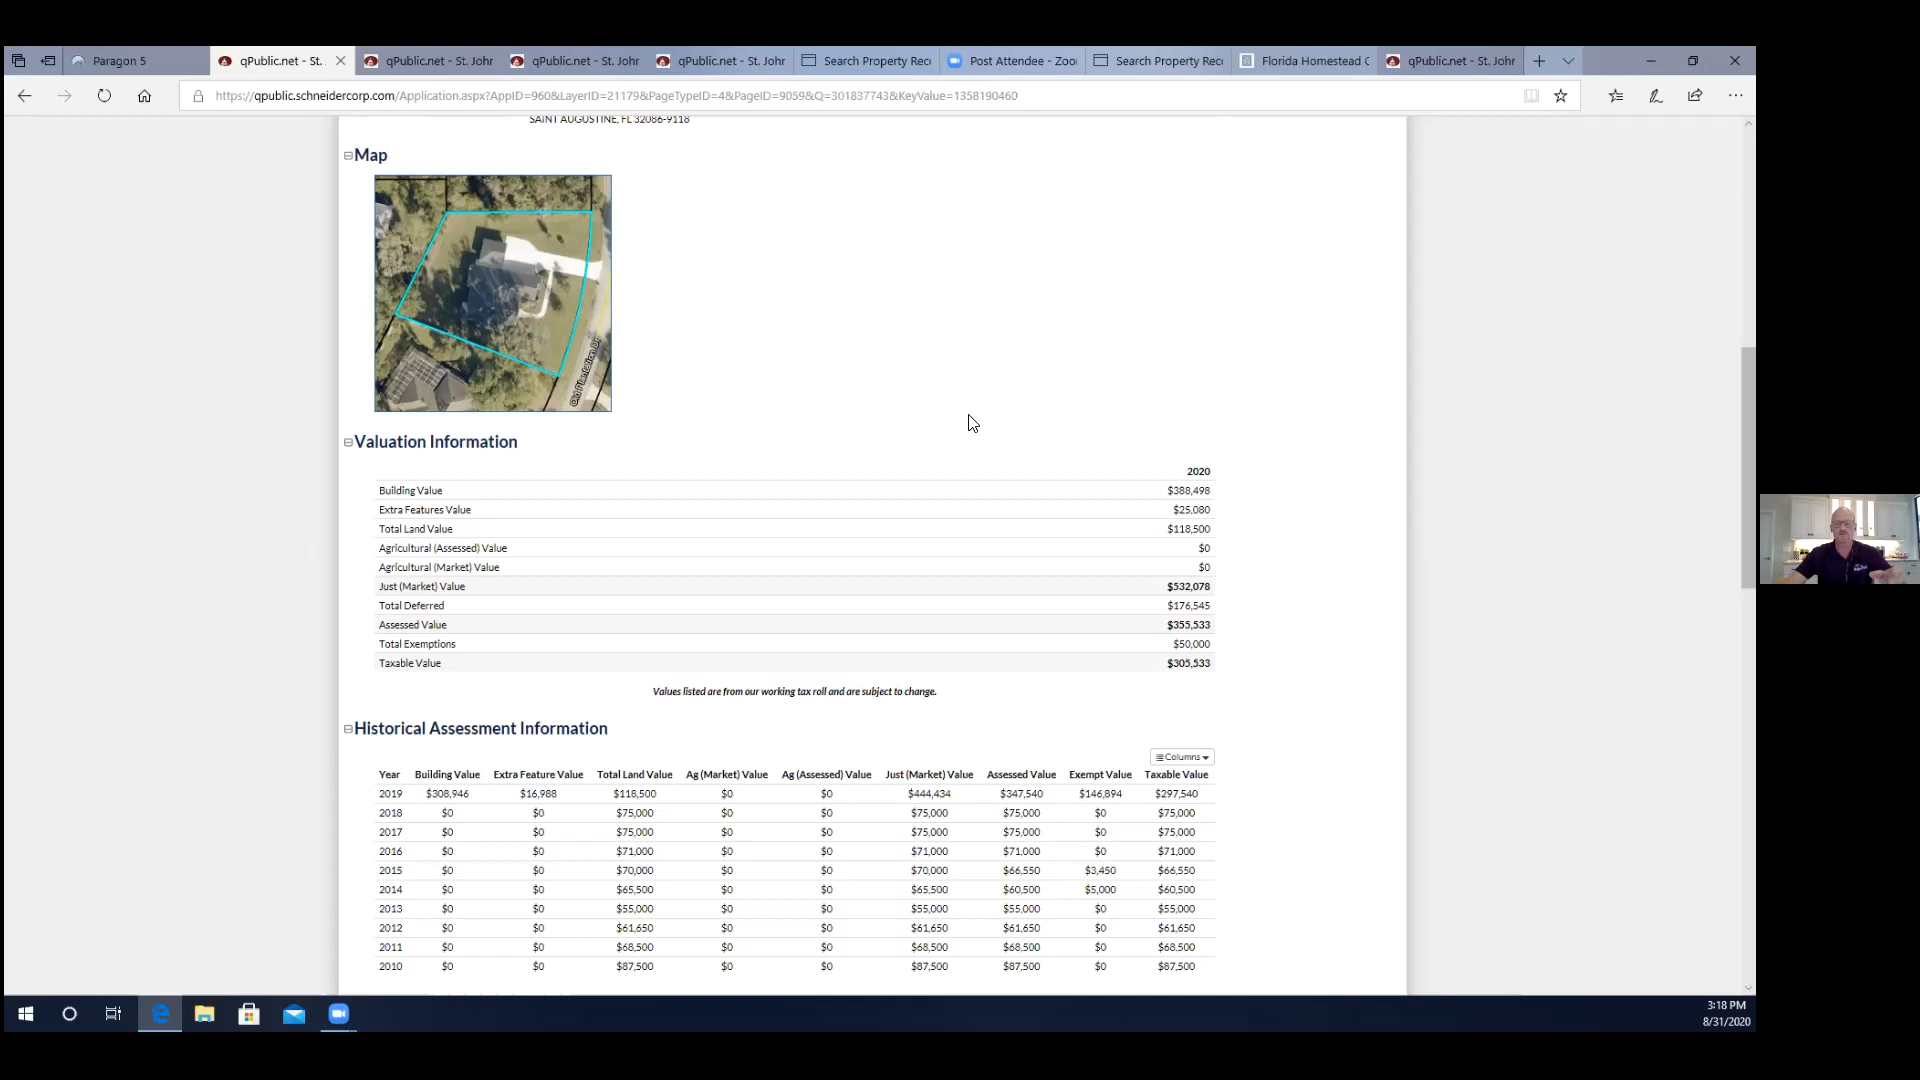 Paragon 5
qPublic.net - St.
qPublic.net - St. Johr
qPublic.net - St. Johr
qPublic.net - St. Johr
Search Property Rec
Post Attendee - Zoo
Search Property Rec
Florida Homestead C
qPublic.net - St. Johr
https://qpublic.schneidercorp.com/Application.aspx?AppID=960&LayerID=21179&PageTypeID=4&PageID=9059&Q=301837743&KeyValue=1358190460
SAINT AUGUSTINE, FL 32086-9118
Map
Old Plantation Dr
Valuation Information
2020
Building Value $388,498
Extra Features Value $25,080
Total Land Value $118,500
Agricultural (Assessed) Value $0
Agricultural (Market) Value $0
Just (Market) Value $532,078
Total Deferred $176,545
Assessed Value $355,533
Total Exemptions $50,000
Taxable Value $305,533
Values listed are from our working tax roll and are subject to change.
Historical Assessment Information
Columns
Year Building Value Extra Feature Value Total Land Value Ag (Market) Value Ag (Assessed) Value Just (Market) Value Assessed Value Exempt Value Taxable Value
2019 $308,946 $16,988 $118,500 $0 $0 $444,434 $347,540 $146,894 $297,540
2018 $0 $0 $75,000 $0 $0 $75,000 $75,000 $0 $75,000
2017 $0 $0 $75,000 $0 $0 $75,000 $75,000 $0 $75,000
2016 $0 $0 $71,000 $0 $0 $71,000 $71,000 $0 $71,000
2015 $0 $0 $70,000 $0 $0 $70,000 $66,550 $3,450 $66,550
2014 $0 $0 $65,500 $0 $0 $65,500 $60,500 $5,000 $60,500
2013 $0 $0 $55,000 $0 $0 $55,000 $55,000 $0 $55,000
2012 $0 $0 $61,650 $0 $0 $61,650 $61,650 $0 $61,650
2011 $0 $0 $68,500 $0 $0 $68,500 $68,500 $0 $68,500
2010 $0 $0 $87,500 $0 $0 $87,500 $87,500 $0 $87,500
3:18 PM
8/31/2020